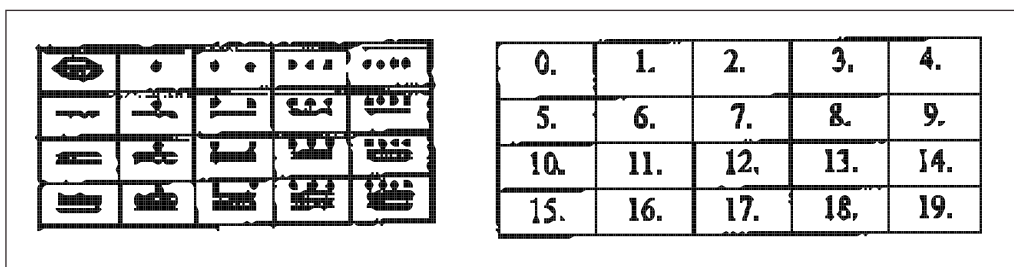 𝋠 𝋡 𝋢 𝋣 𝋤
𝋥 𝋦 𝋧 𝋨 𝋩
𝋪 𝋫 𝋬 𝋭 𝋮
𝋯 𝋰 𝋱 𝋲 𝋳
0. 1. 2. 3. 4.
5. 6. 7. 8. 9.
10. 11. 12. 13. 14.
15. 16. 17. 18. 19.